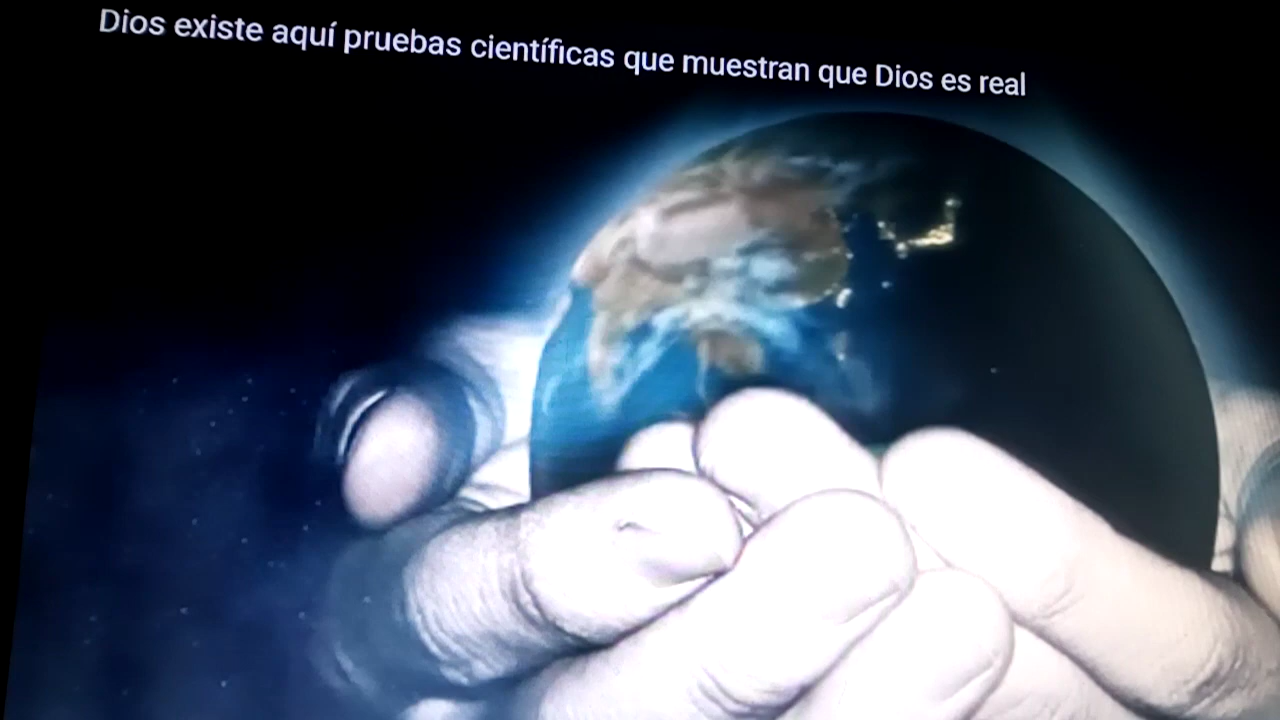 Dios existe aquí pruebas científicas que muestran que Dios es real